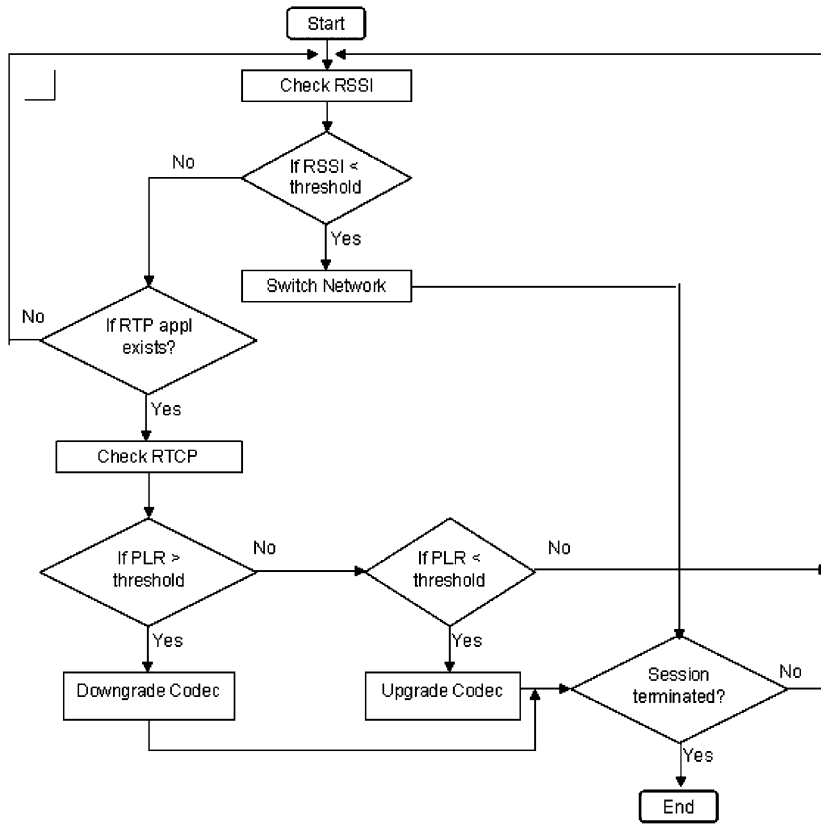 Start
Check RSSI
If RSSI <
threshold
No
Yes
Switch Network
No
If RTP appl
exists?
Yes
Check RTCP
If PLR >
threshold
No
If PLR <
threshold
No
Yes
Yes
Downgrade Codec
Upgrade Codec
Session
terminated?
No
Yes
End